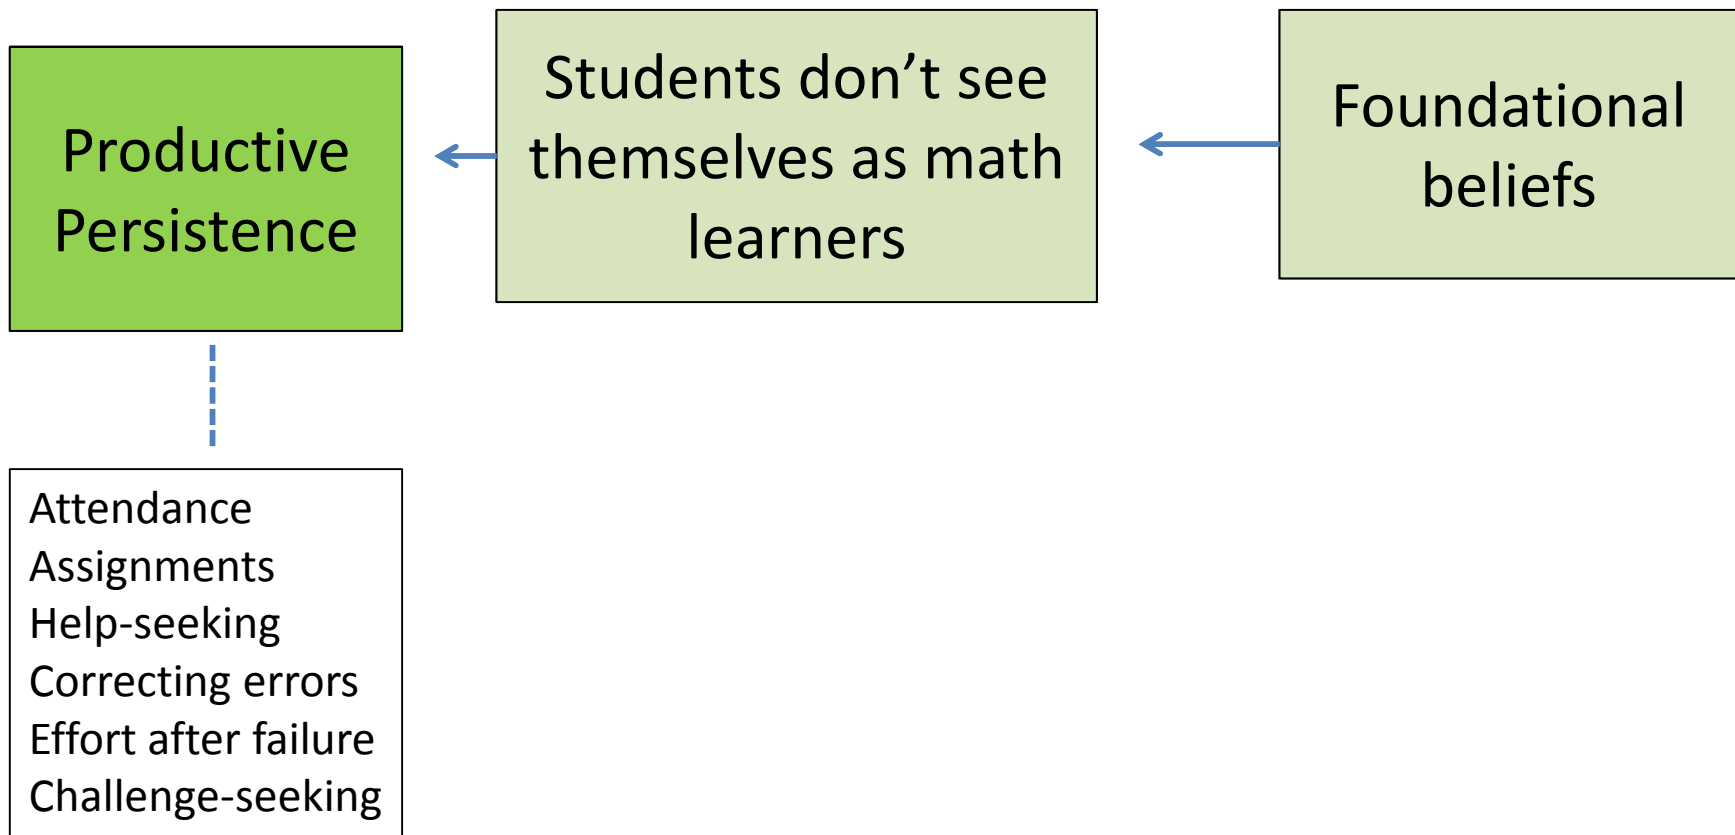 Productive
Persistence
Students don’t see
themselves as math
learners
Foundational
beliefs
Attendance
Assignments
Help-seeking
Correcting errors
Effort after failure
Challenge-seeking